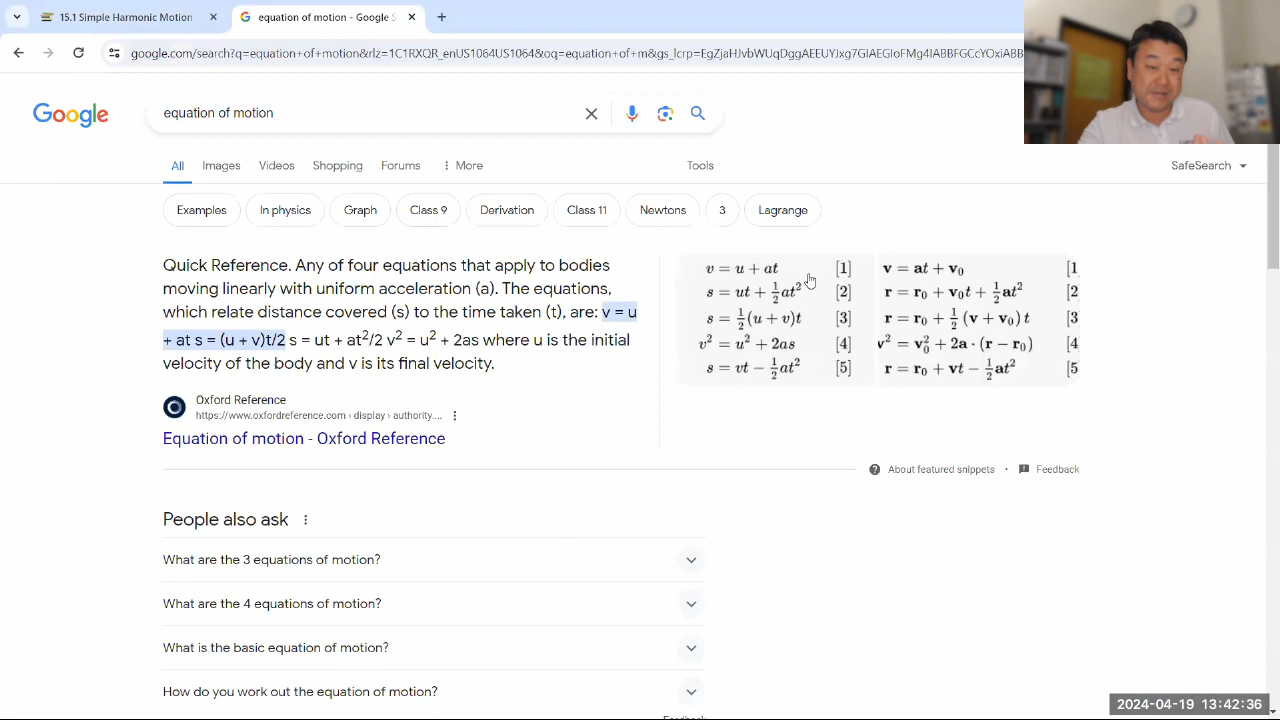 15.1 Simple Harmonic Motion
equation of motion - Google S
google.com/search?q=equation+of+motion&rlz=1C1RXQR_enUS1064US1064&oq=equation+of+m&gs_lcrp=
Google
equation of motion
All Images Videos Shopping Forums More Tools SafeSearch
Examples In physics Graph Class 9 Derivation Class 11 Newtons 3 Lagrange
Quick Reference. Any of four equations that apply to bodies
moving linearly with uniform acceleration (a). The equations,
which relate distance covered (s) to the time taken (t), are: v = u
+ at s = (u + v)t/2 s = ut + at²/2 v² = u² + 2as where u is the initial
velocity of the body and v is its final velocity.
v = u + at [1]
s = ut + ½at² [2]
s = ½(u + v)t [3]
v² = u² + 2as [4]
s = vt − ½at² [5]
v = at + v₀ [1
r = r₀ + v₀t + ½at² [2
r = r₀ + ½ (v + v₀) t [3
v² = v₀² + 2a · (r − r₀) [4
r = r₀ + vt − ½at² [5
Oxford Reference
https://www.oxfordreference.com › display › authority....
Equation of motion - Oxford Reference
About featured snippets • Feedback
People also ask
What are the 3 equations of motion?
What are the 4 equations of motion?
What is the basic equation of motion?
How do you work out the equation of motion?
Feedback
2024-04-19 13:42:36